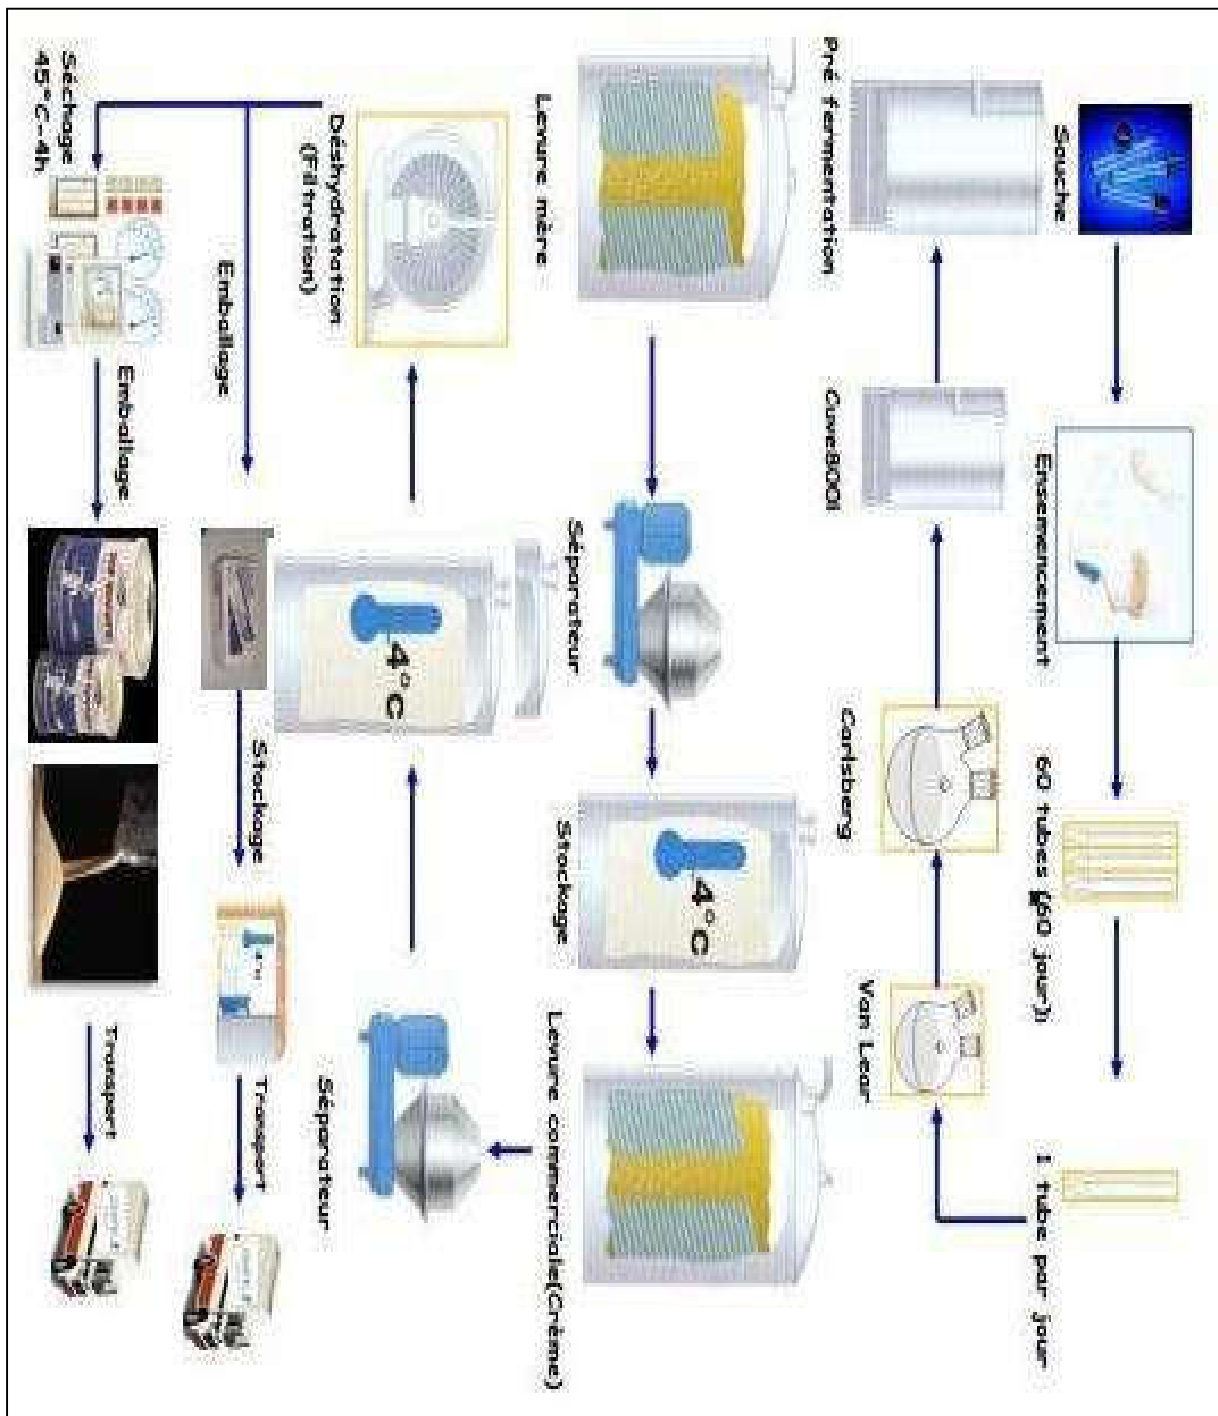 Souche
Ensemencement
60 tubes (60 jour)
1 tube par jour
Pré fermentation
Cuve800l
Carlsberg
Van Lear
Levure mère
Séparateur
Stockage
4°C
Levure commerciale(Crème)
Déshydratation
(Filtration)
4°C
Séparateur
Emballage
Stockage
Transport
Séchage
45°C-4h
Emballage
Transport